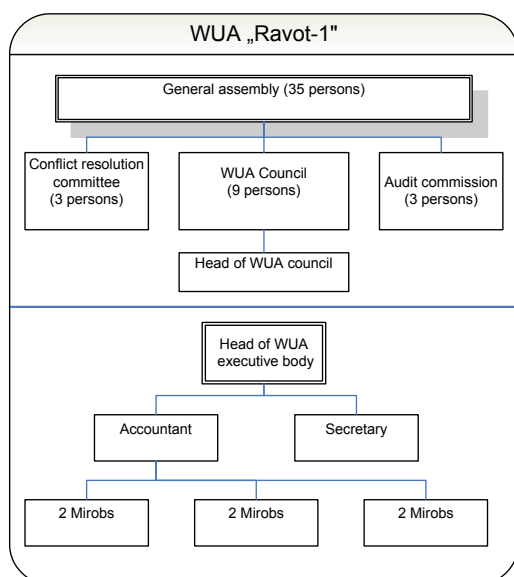 WUA „Ravot-1"
General assembly (35 persons)
Conflict resolution
committee
(3 persons)
WUA Council
(9 persons)
Audit commission
(3 persons)
Head of WUA council
Head of WUA
executive body
Accountant
Secretary
2 Mirobs
2 Mirobs
2 Mirobs